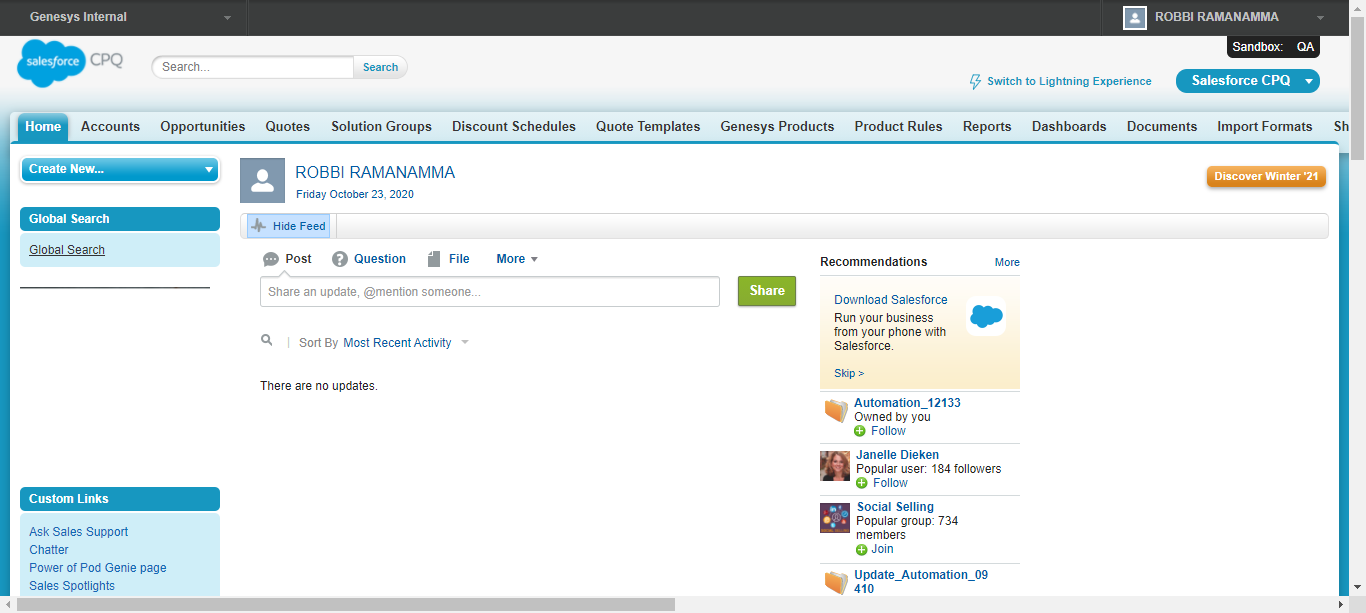 Genesys Internal
ROBBI RAMANAMMA
Sandbox: QA
salesforce CPQ
Search...
Search
Switch to Lightning Experience
Salesforce CPQ
Home Accounts Opportunities Quotes Solution Groups Discount Schedules Quote Templates Genesys Products Product Rules Reports Dashboards Documents Import Formats Sh
Create New...
Global Search
Global Search
Custom Links
Ask Sales Support
Chatter
Power of Pod Genie page
Sales Spotlights
ROBBI RAMANAMMA
Friday October 23, 2020
Discover Winter '21
Hide Feed
Post Question File More
Share an update, @mention someone...
Share
Sort By Most Recent Activity
There are no updates.
Recommendations More
Download Salesforce
Run your business
from your phone with
Salesforce.
Skip >
Automation_12133
Owned by you
Follow
Janelle Dieken
Popular user: 184 followers
Follow
Social Selling
Popular group: 734
members
Join
Update_Automation_09
410